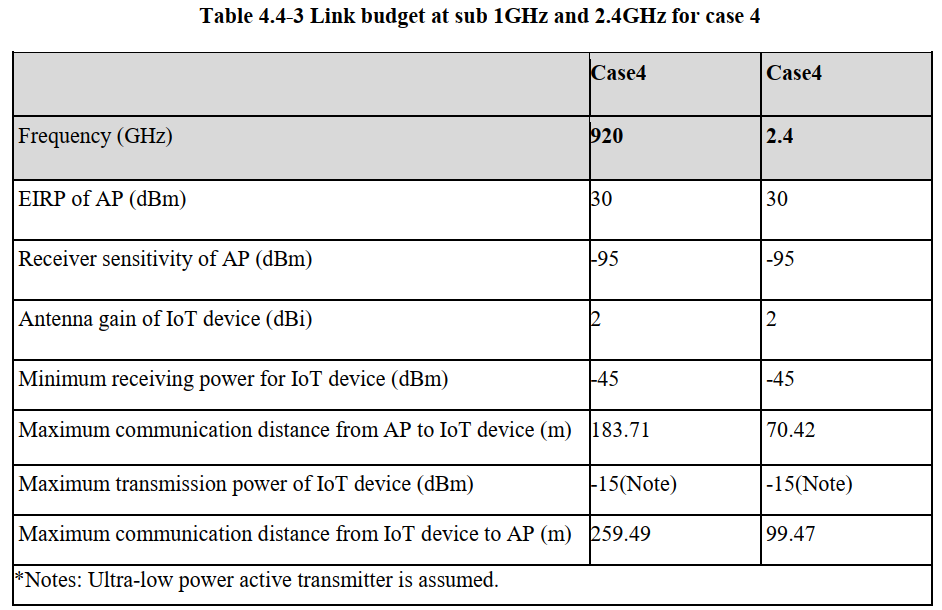 Table 4.4-3 Link budget at sub 1GHz and 2.4GHz for case 4
Case4 Case4
Frequency (GHz) 920 2.4
EIRP of AP (dBm) 30 30
Receiver sensitivity of AP (dBm) -95 -95
Antenna gain of IoT device (dBi) 2 2
Minimum receiving power for IoT device (dBm) -45 -45
Maximum communication distance from AP to IoT device (m) 183.71 70.42
Maximum transmission power of IoT device (dBm) -15(Note) -15(Note)
Maximum communication distance from IoT device to AP (m) 259.49 99.47
*Notes: Ultra-low power active transmitter is assumed.